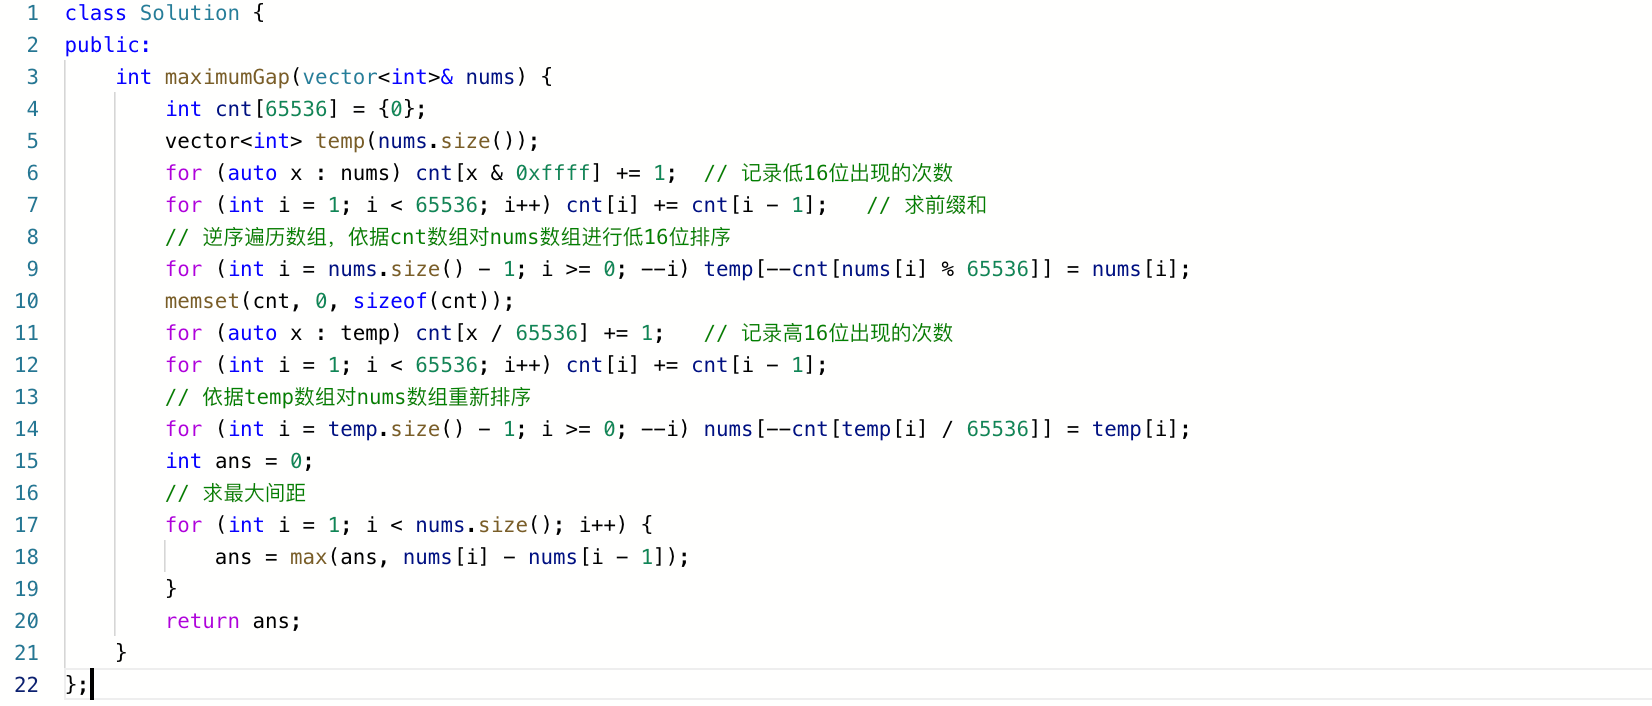 1 class Solution {
2 public:
3     int maximumGap(vector<int>& nums) {
4         int cnt[65536] = {0};
5         vector<int> temp(nums.size());
6         for (auto x : nums) cnt[x & 0xffff] += 1;  // 记录低16位出现的次数
7         for (int i = 1; i < 65536; i++) cnt[i] += cnt[i - 1];   // 求前缀和
8         // 逆序遍历数组，依据cnt数组对nums数组进行低16位排序
9         for (int i = nums.size() - 1; i >= 0; --i) temp[--cnt[nums[i] % 65536]] = nums[i];
10         memset(cnt, 0, sizeof(cnt));
11         for (auto x : temp) cnt[x / 65536] += 1;   // 记录高16位出现的次数
12         for (int i = 1; i < 65536; i++) cnt[i] += cnt[i - 1];
13         // 依据temp数组对nums数组重新排序
14         for (int i = temp.size() - 1; i >= 0; --i) nums[--cnt[temp[i] / 65536]] = temp[i];
15         int ans = 0;
16         // 求最大间距
17         for (int i = 1; i < nums.size(); i++) {
18             ans = max(ans, nums[i] - nums[i - 1]);
19         }
20         return ans;
21     }
22 };